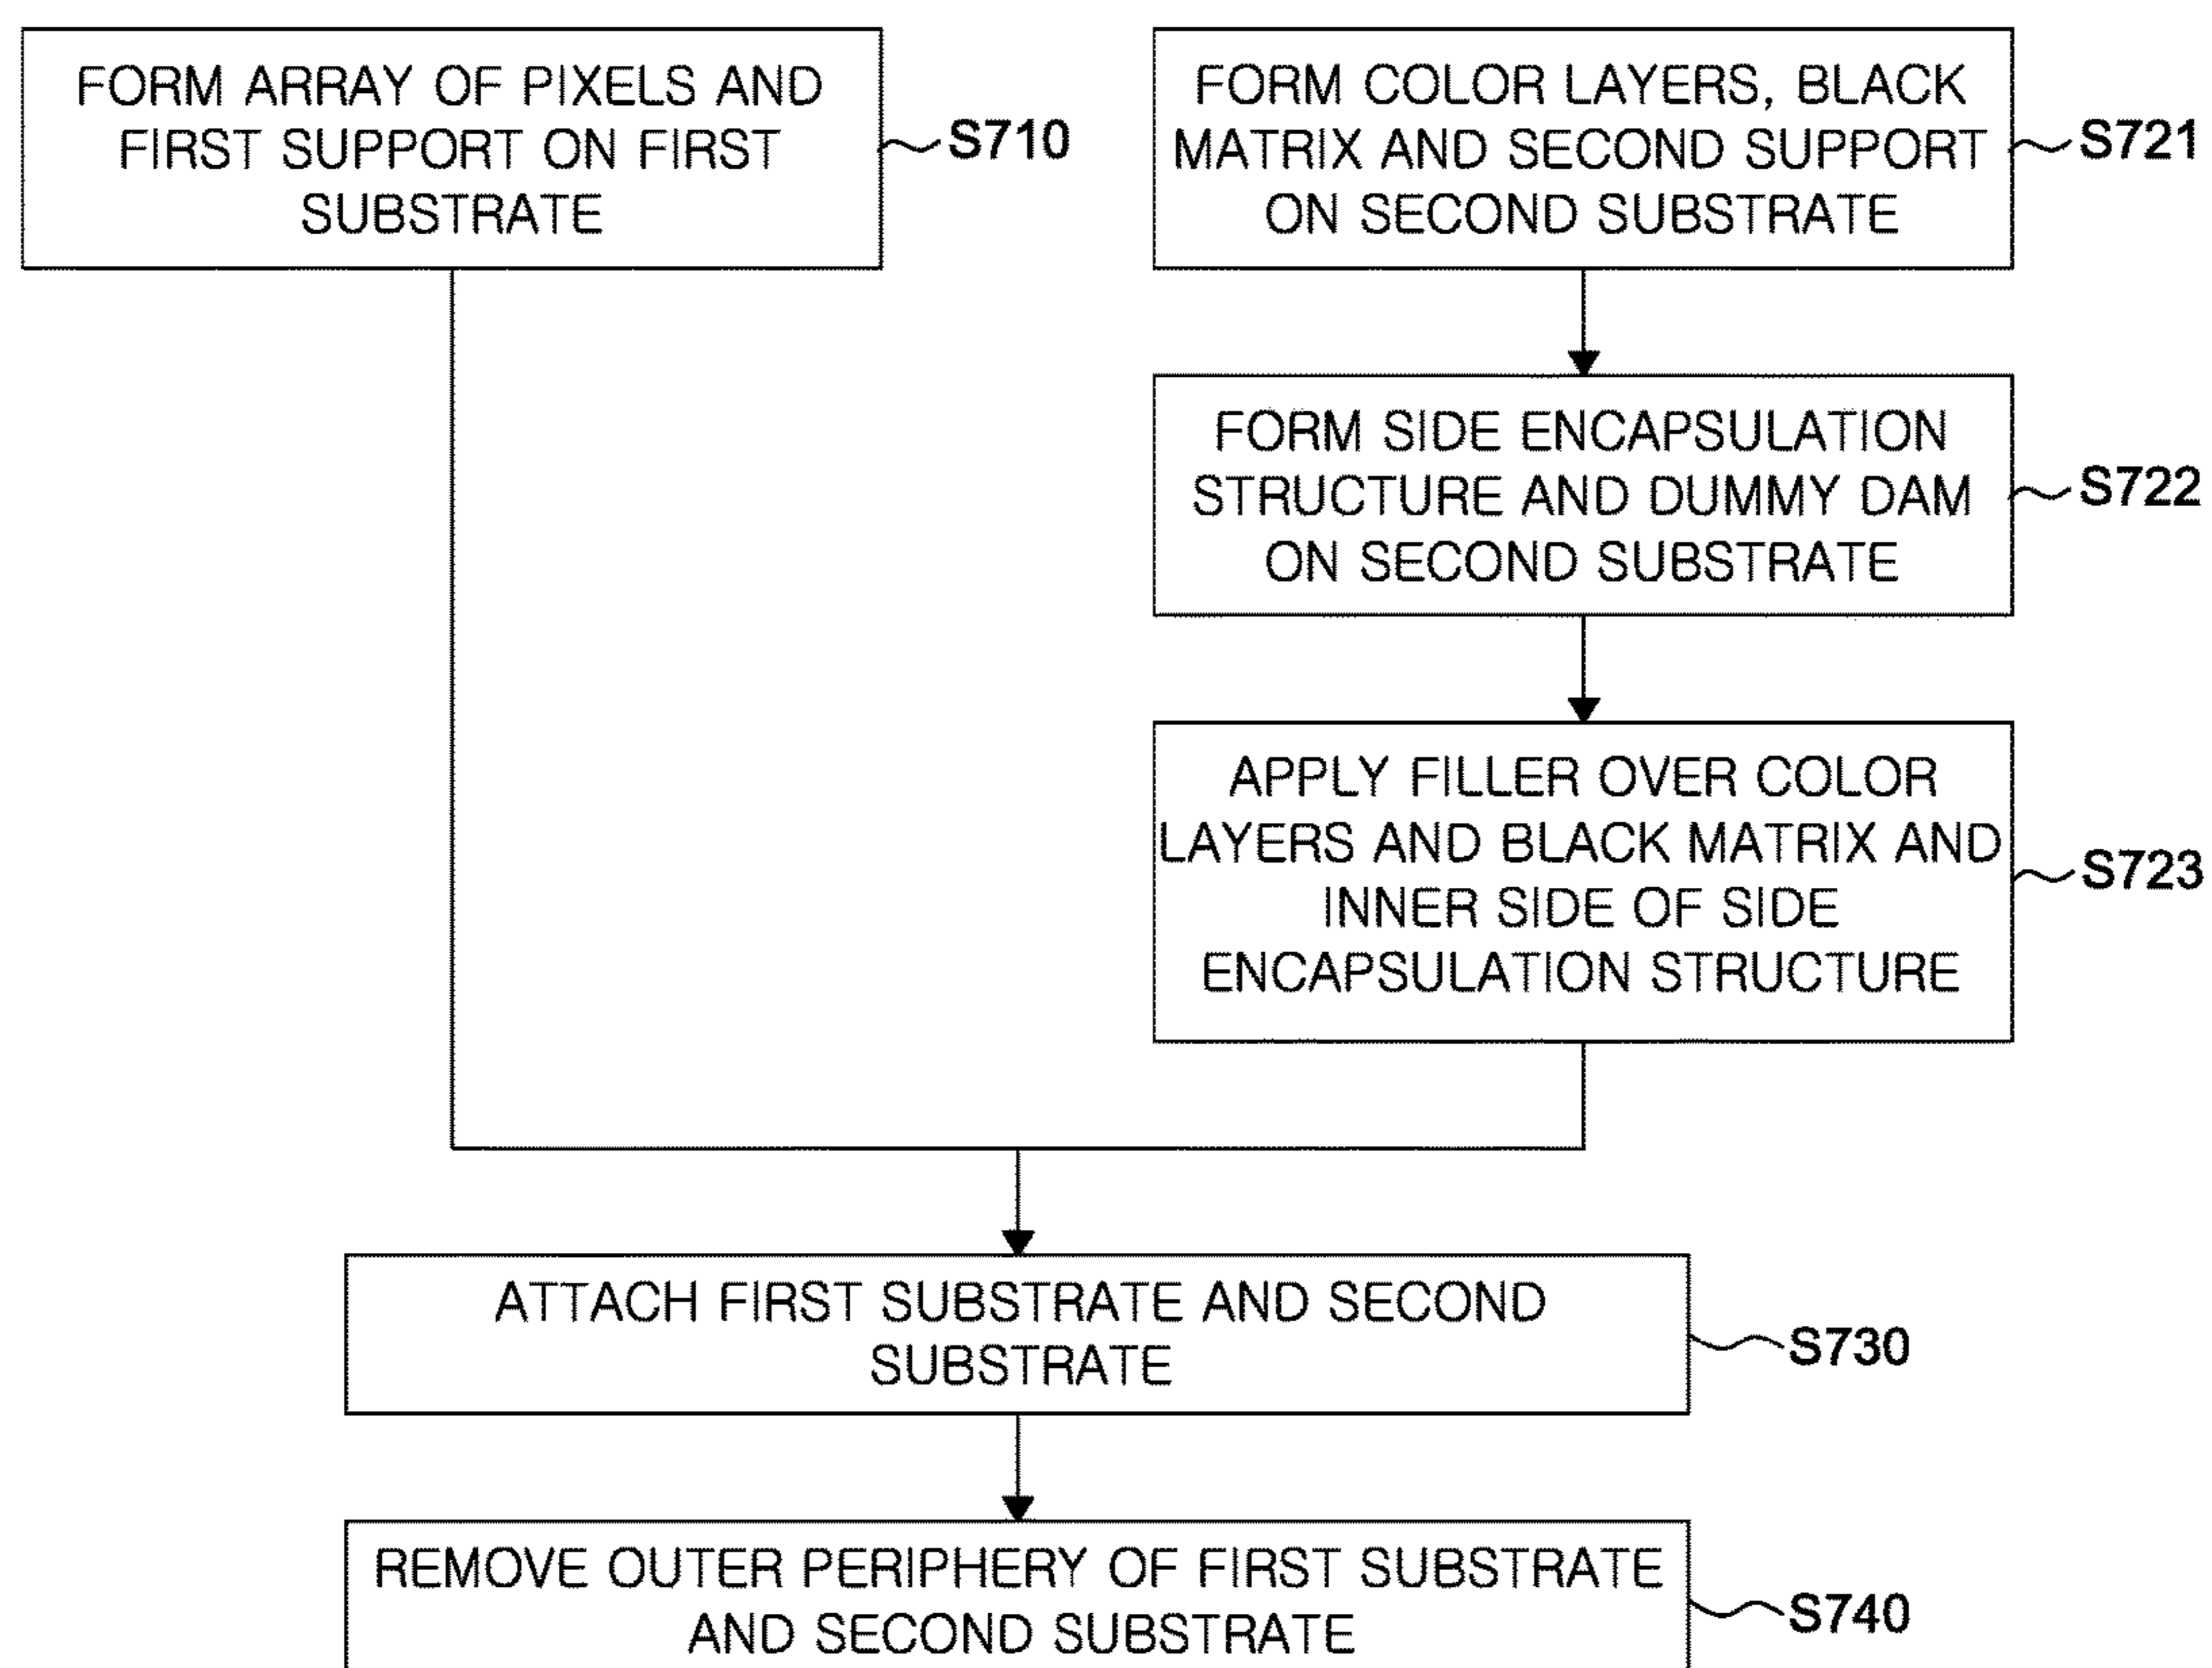 FORM ARRAY OF PIXELS AND
FIRST SUPPORT ON FIRST
SUBSTRATE
S710
FORM COLOR LAYERS, BLACK
MATRIX AND SECOND SUPPORT
ON SECOND SUBSTRATE
S721
FORM SIDE ENCAPSULATION
STRUCTURE AND DUMMY DAM
ON SECOND SUBSTRATE
S722
APPLY FILLER OVER COLOR
LAYERS AND BLACK MATRIX AND
INNER SIDE OF SIDE
ENCAPSULATION STRUCTURE
S723
ATTACH FIRST SUBSTRATE AND SECOND
SUBSTRATE
S730
REMOVE OUTER PERIPHERY OF FIRST SUBSTRATE
AND SECOND SUBSTRATE
S740